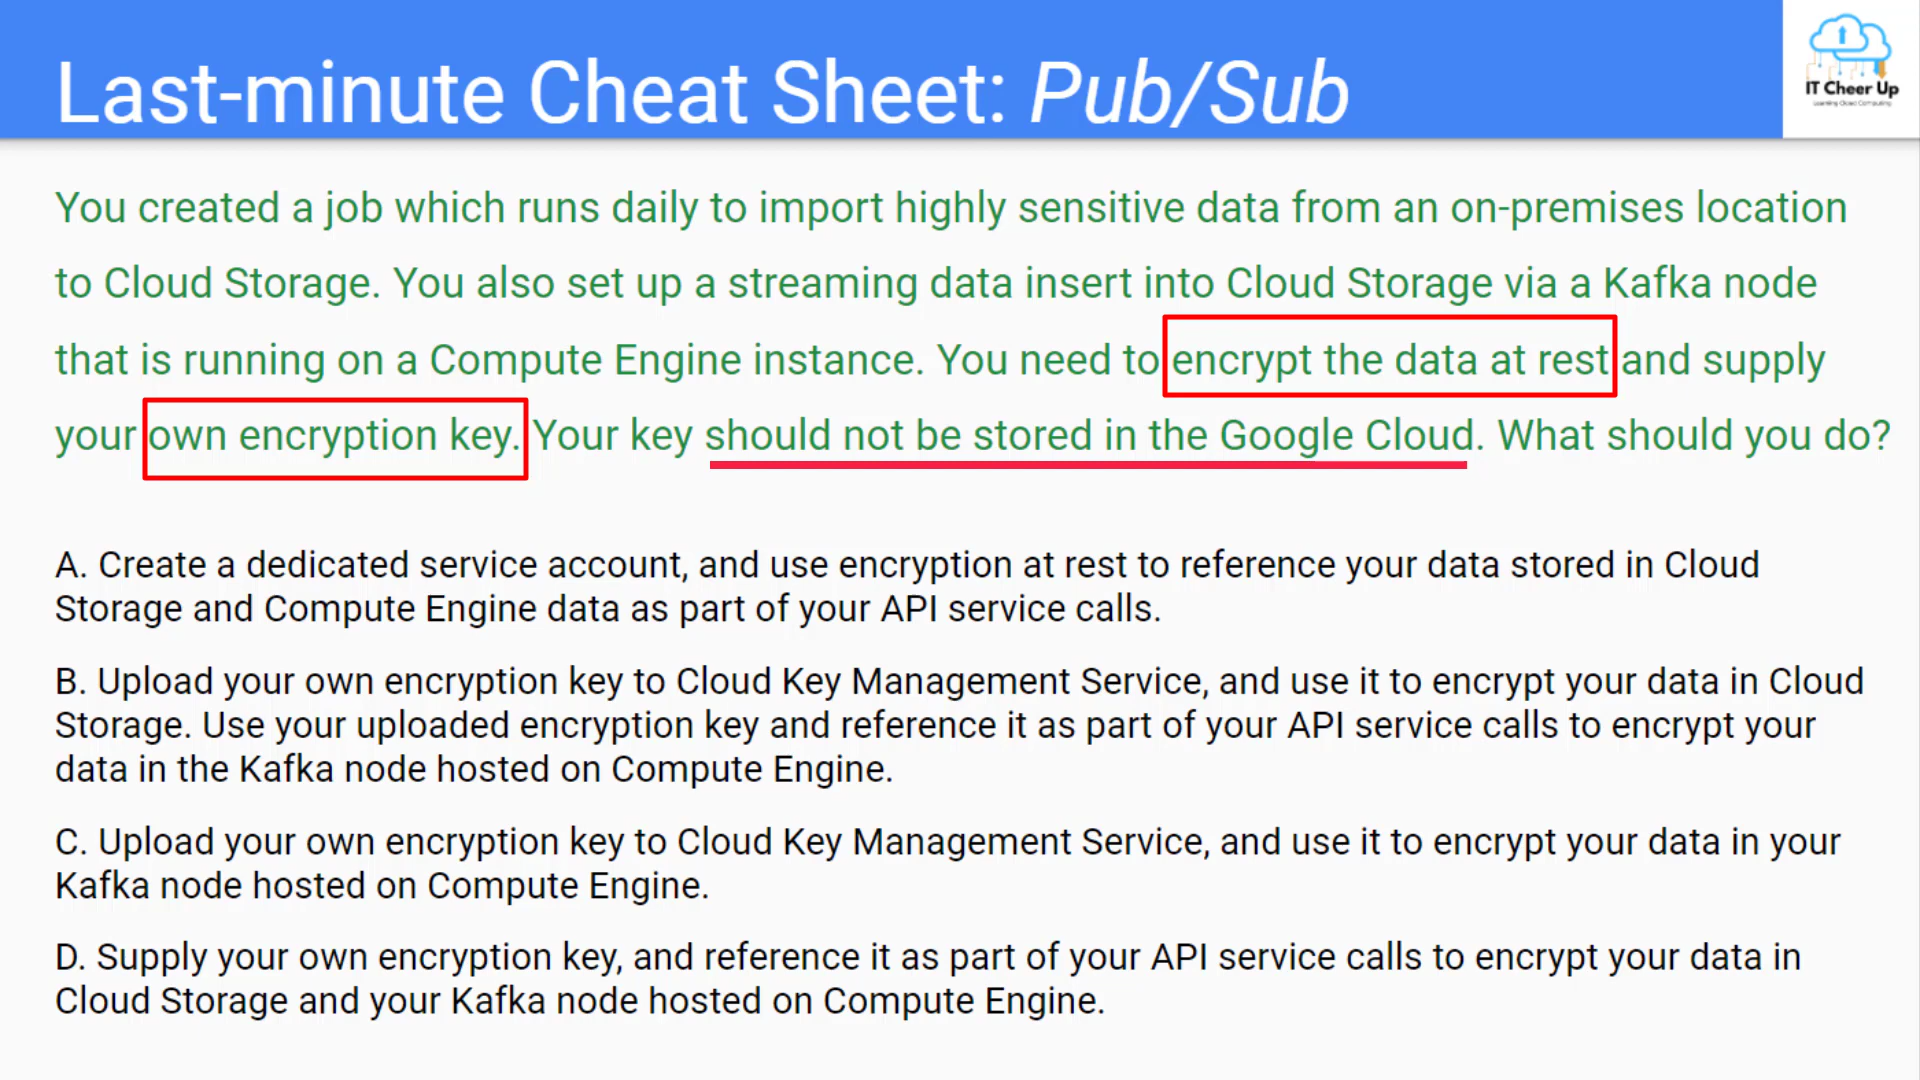 Last-minute Cheat Sheet: Pub/Sub
IT Cheer Up
Learning Cloud Computing
You created a job which runs daily to import highly sensitive data from an on-premises location
to Cloud Storage. You also set up a streaming data insert into Cloud Storage via a Kafka node
that is running on a Compute Engine instance. You need to encrypt the data at rest and supply
your own encryption key. Your key should not be stored in the Google Cloud. What should you do?
A. Create a dedicated service account, and use encryption at rest to reference your data stored in Cloud
Storage and Compute Engine data as part of your API service calls.
B. Upload your own encryption key to Cloud Key Management Service, and use it to encrypt your data in Cloud
Storage. Use your uploaded encryption key and reference it as part of your API service calls to encrypt your
data in the Kafka node hosted on Compute Engine.
C. Upload your own encryption key to Cloud Key Management Service, and use it to encrypt your data in your
Kafka node hosted on Compute Engine.
D. Supply your own encryption key, and reference it as part of your API service calls to encrypt your data in
Cloud Storage and your Kafka node hosted on Compute Engine.